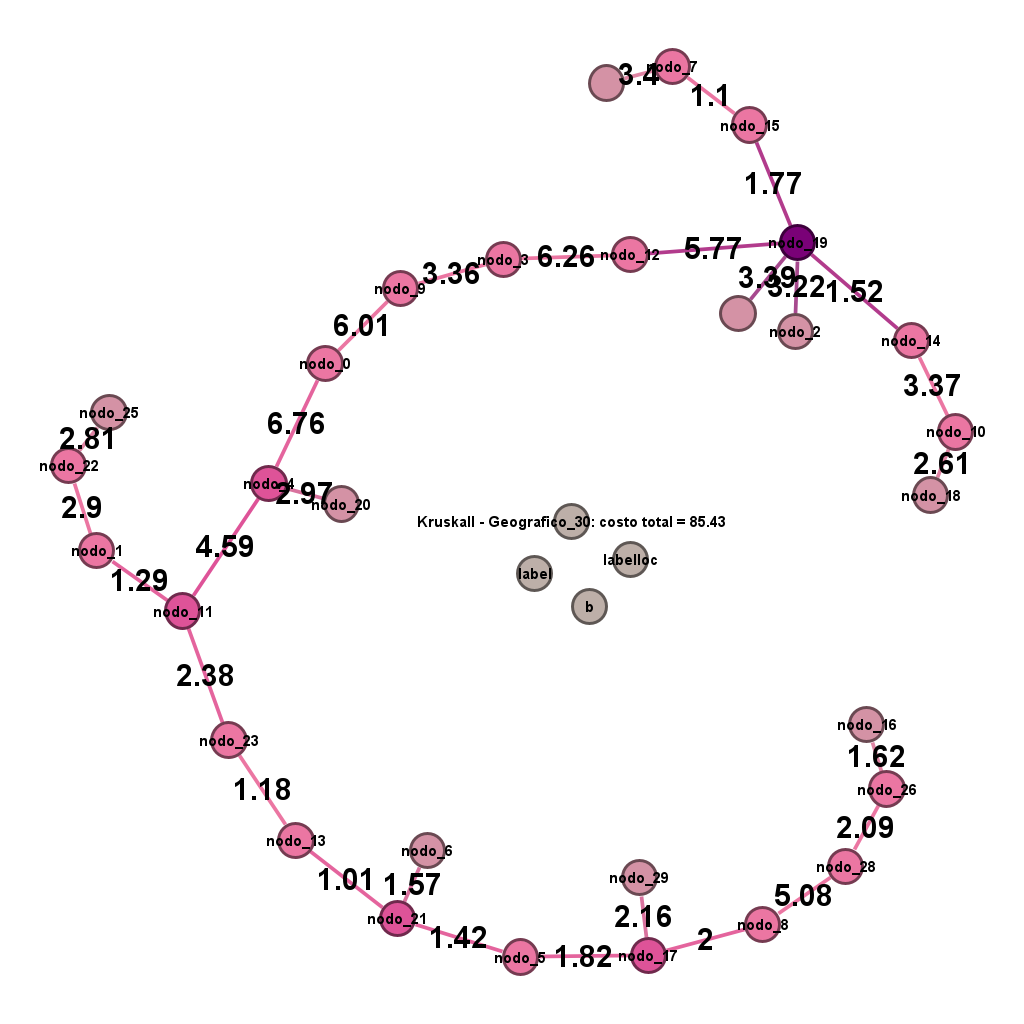 nodo_7
3.4
1.1
nodo_15
1.77
nodo_19
5.77
nodo_12
6.26
nodo_3
3.36
nodo_9
3.39
3.22
1.52
6.01
nodo_2
nodo_14
nodo_0
3.37
nodo_25
6.76
nodo_10
2.81
nodo_22
2.61
nodo_4
2.97
nodo_18
nodo_20
2.9
Kruskall - Geografico_30: costo total = 85.43
4.59
nodo_1
labelloc
label
1.29
b
nodo_11
2.38
nodo_16
nodo_23
1.62
1.18
nodo_26
2.09
nodo_13
nodo_6
nodo_28
nodo_29
1.01
1.57
5.08
2.16
nodo_21
nodo_8
1.42
2
nodo_5
1.82
nodo_17